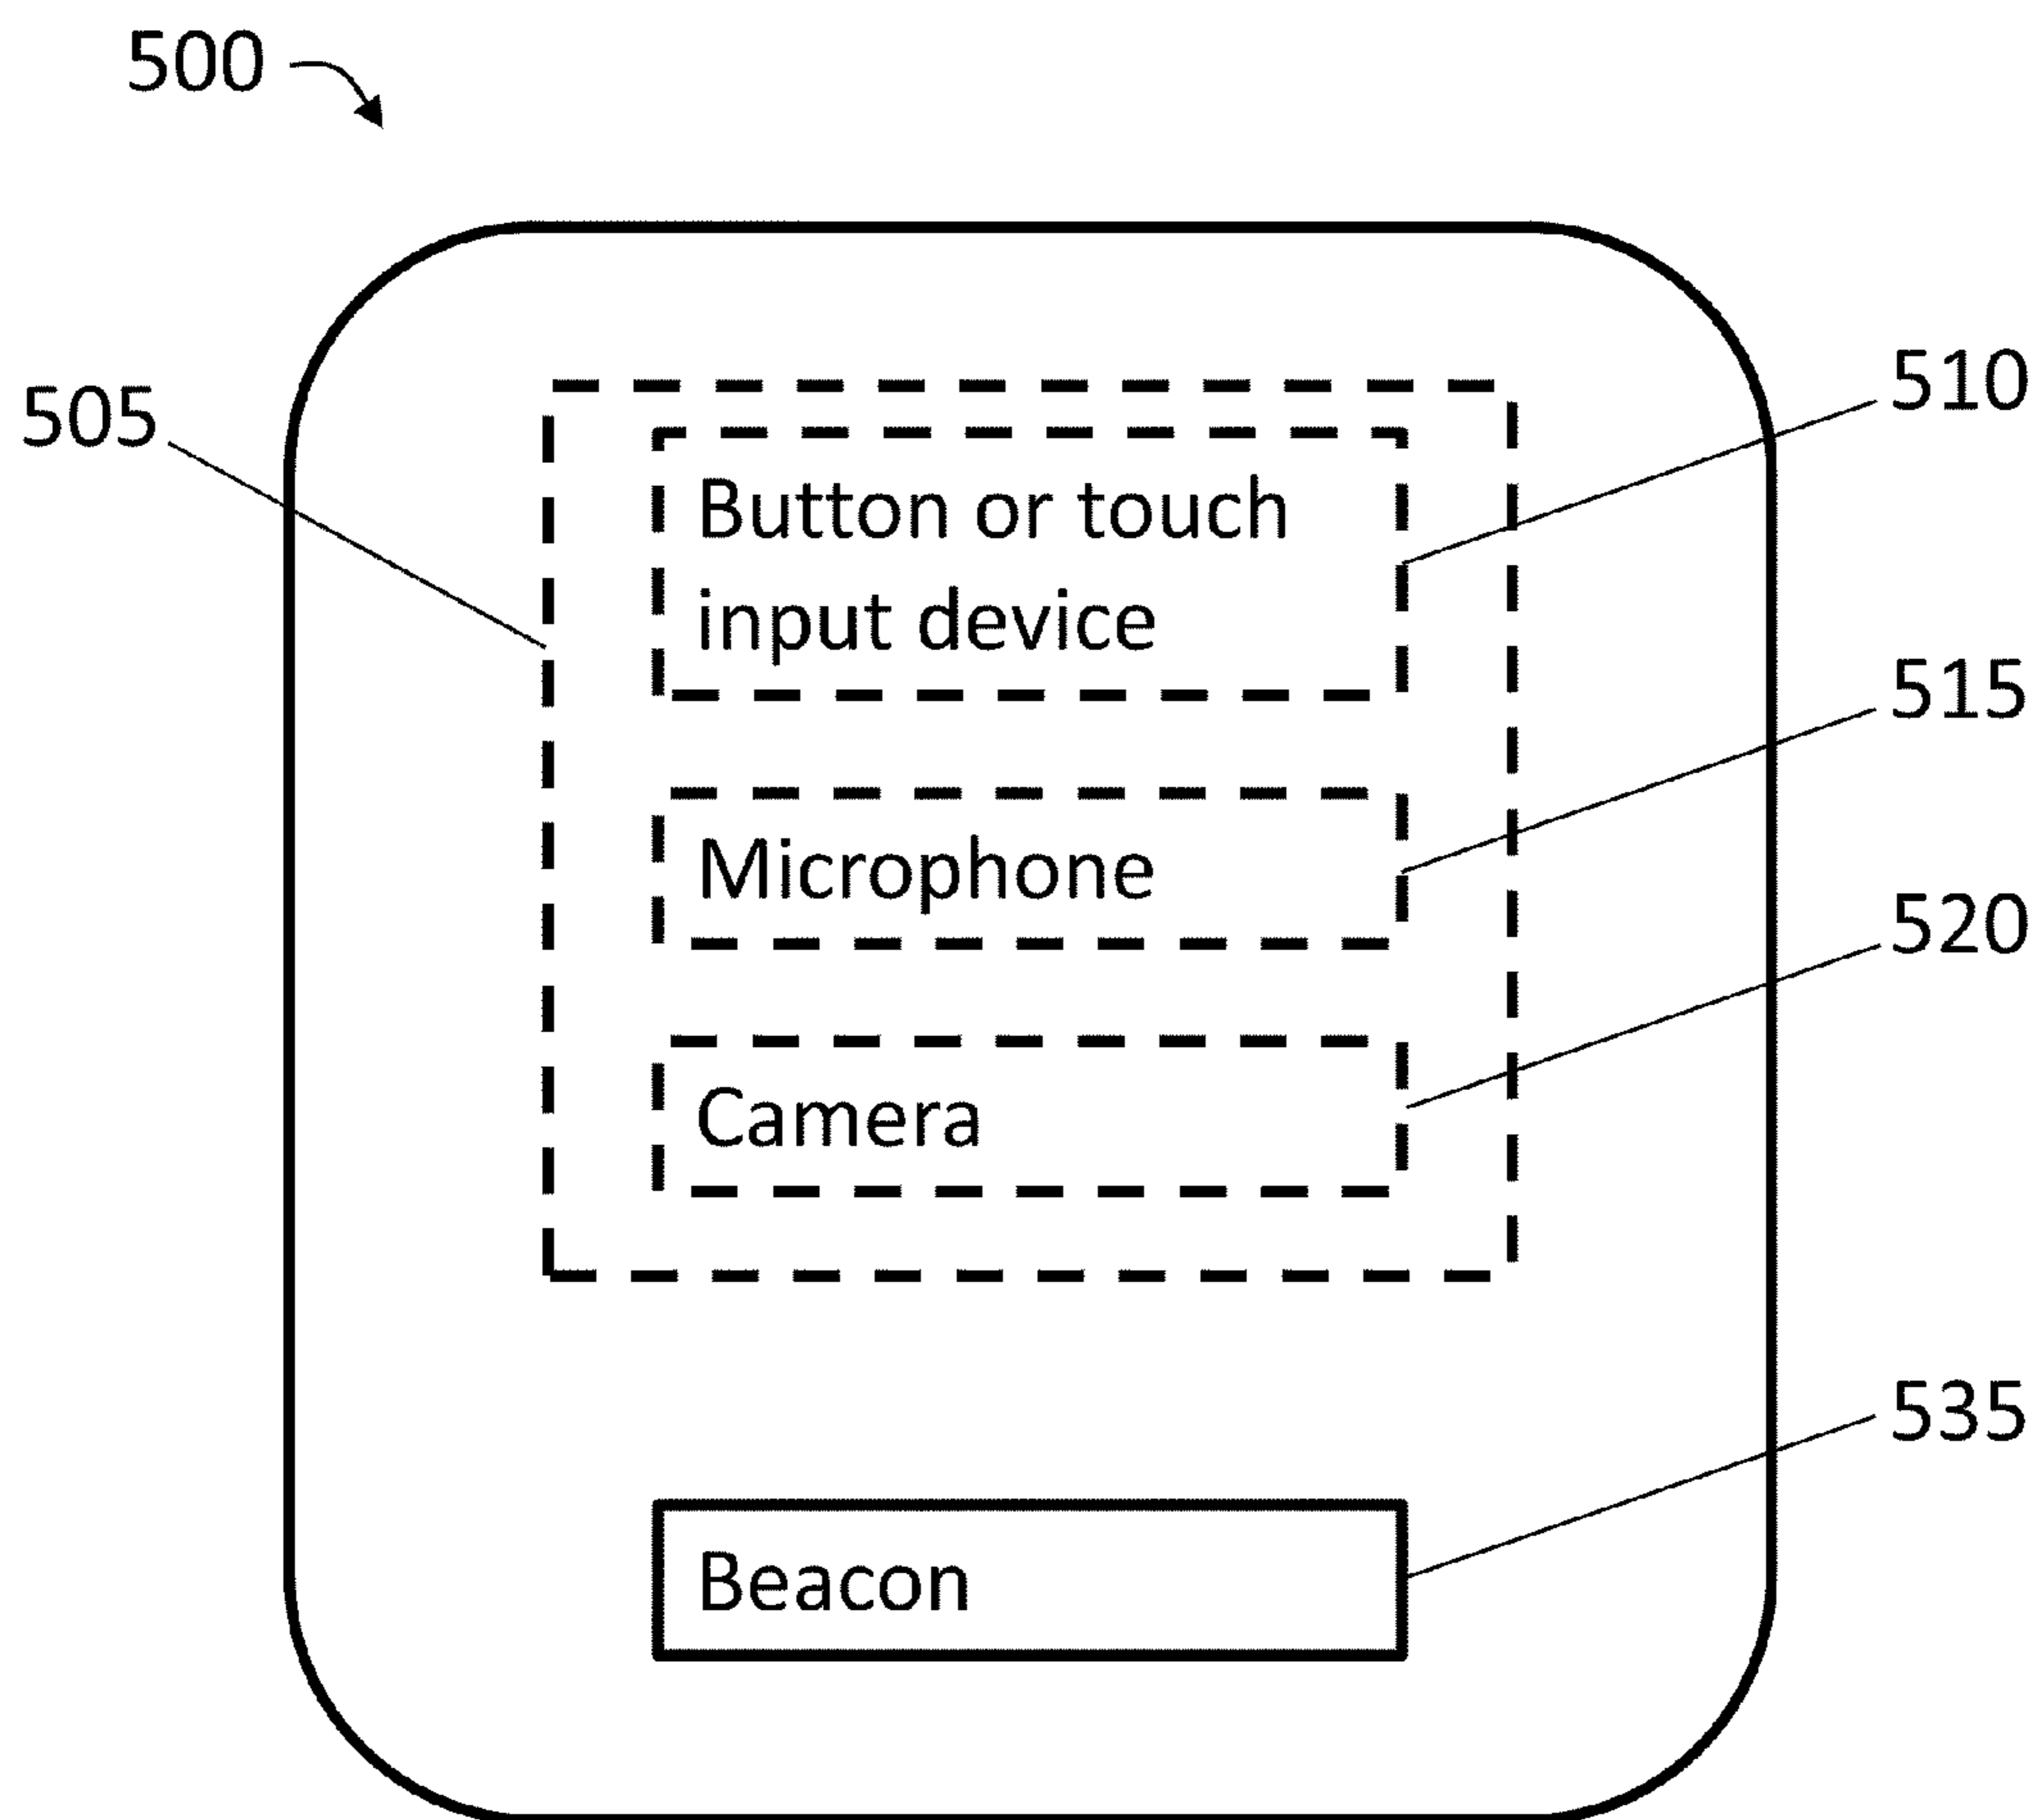 500
505
510
Button or touch
input device
515
Microphone
520
Camera
535
Beacon